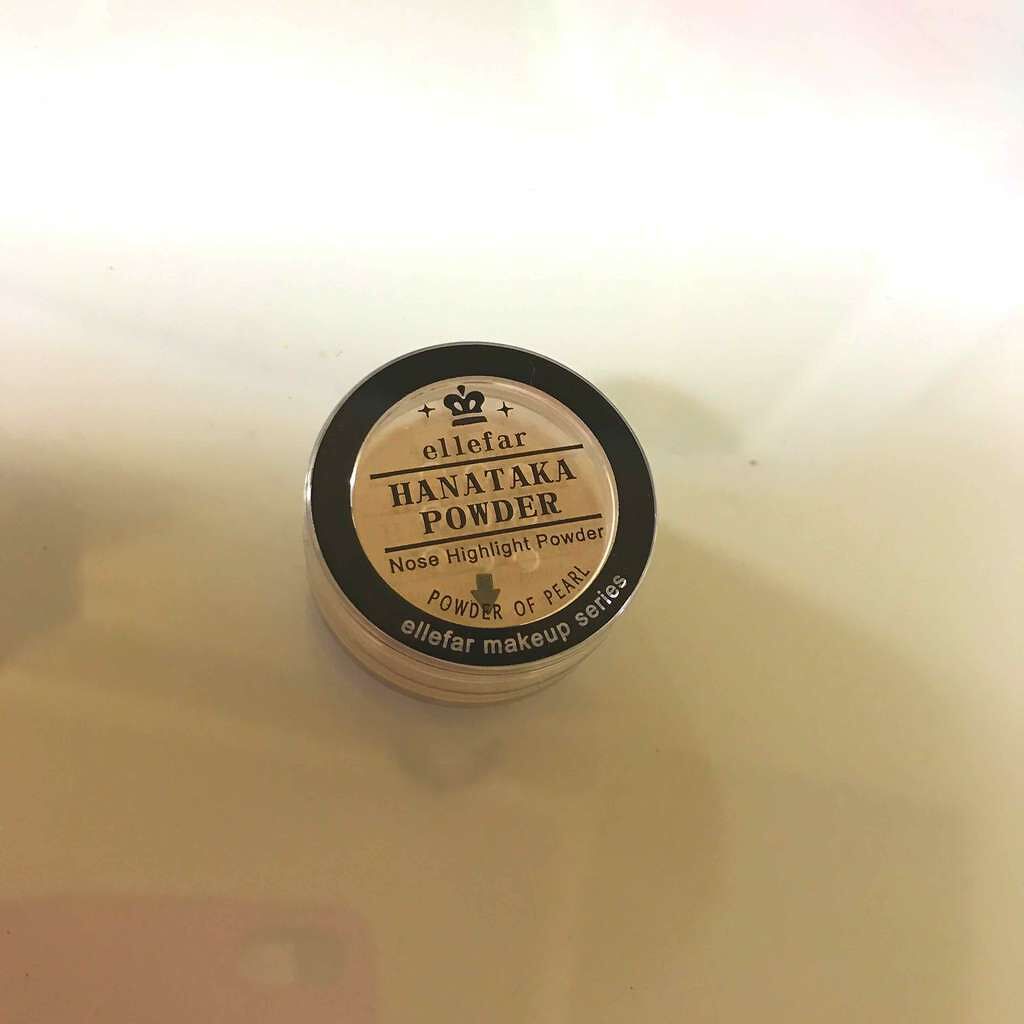 ellefar
HANATAKA
POWDER
Nose Highlight Powder
POWDER OF PEARL
ellefar makeup series